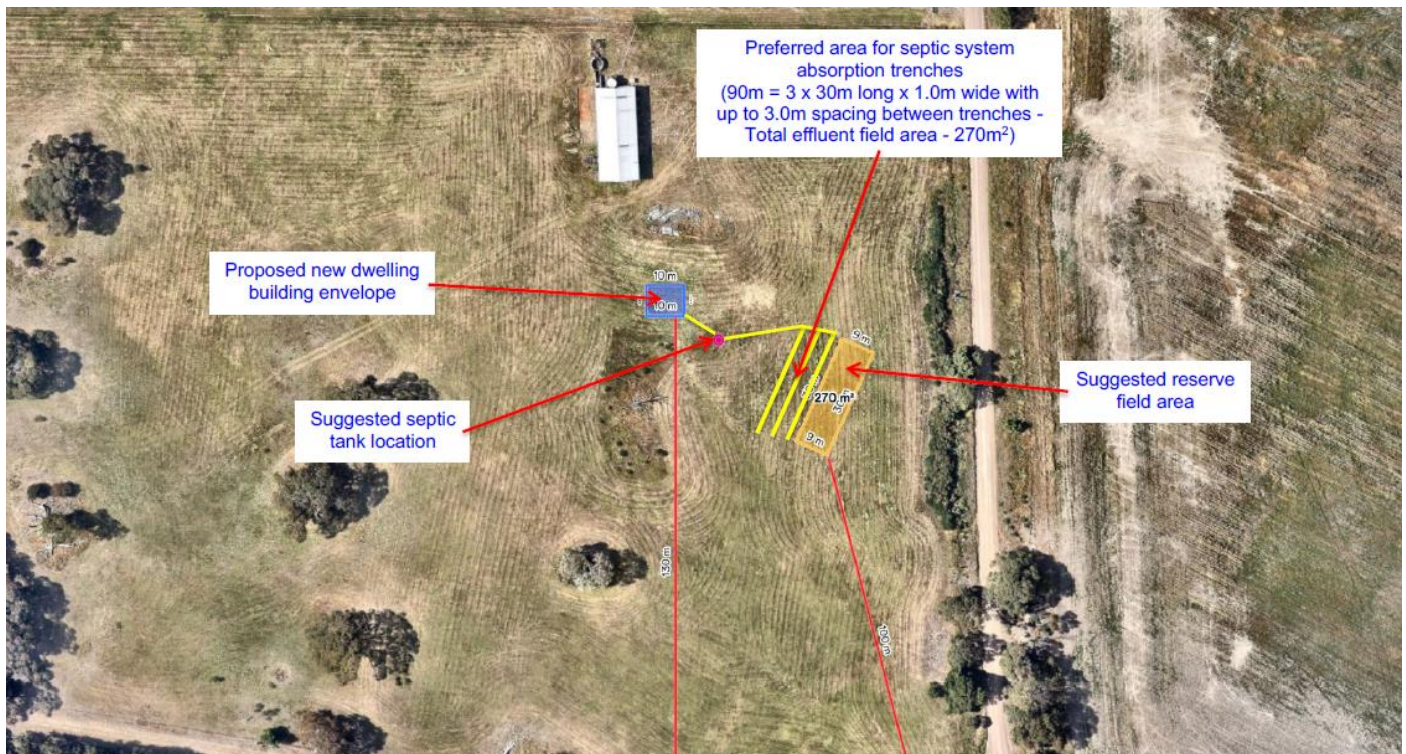 Preferred area for septic system
absorption trenches
(90m = 3 x 30m long x 1.0m wide with
up to 3.0m spacing between trenches -
Total effluent field area - 270m²)
Proposed new dwelling
building envelope
10 m
10 m
9 m
Suggested reserve
field area
270 m²
9 m
Suggested septic
tank location
130 m
100 m